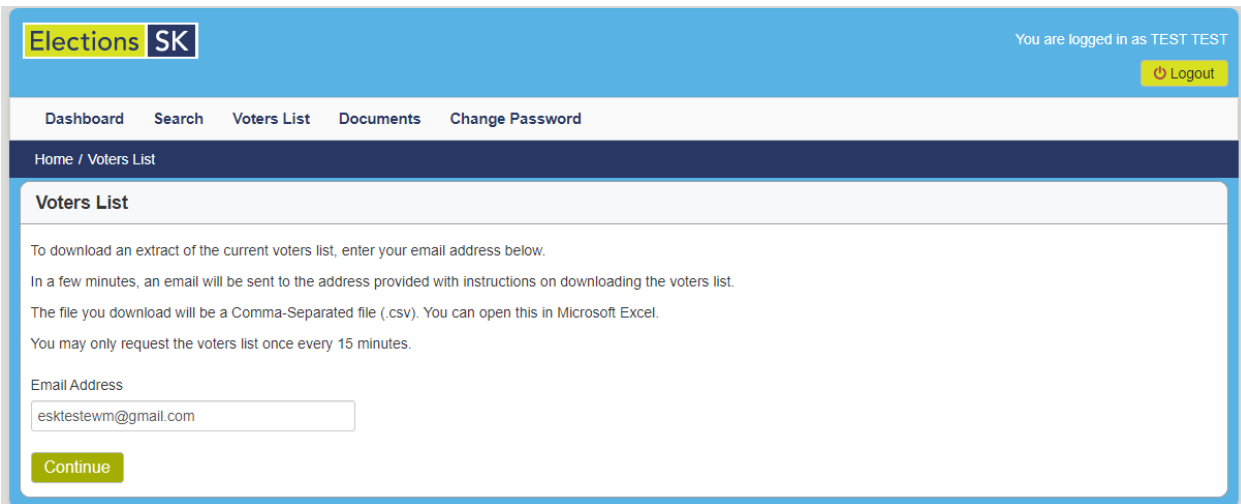 Elections SK
You are logged in as TEST TEST
Logout
Dashboard Search Voters List Documents Change Password
Home / Voters List
Voters List
To download an extract of the current voters list, enter your email address below.
In a few minutes, an email will be sent to the address provided with instructions on downloading the voters list.
The file you download will be a Comma-Separated file (.csv). You can open this in Microsoft Excel.
You may only request the voters list once every 15 minutes.
Email Address
esktestewm@gmail.com
Continue